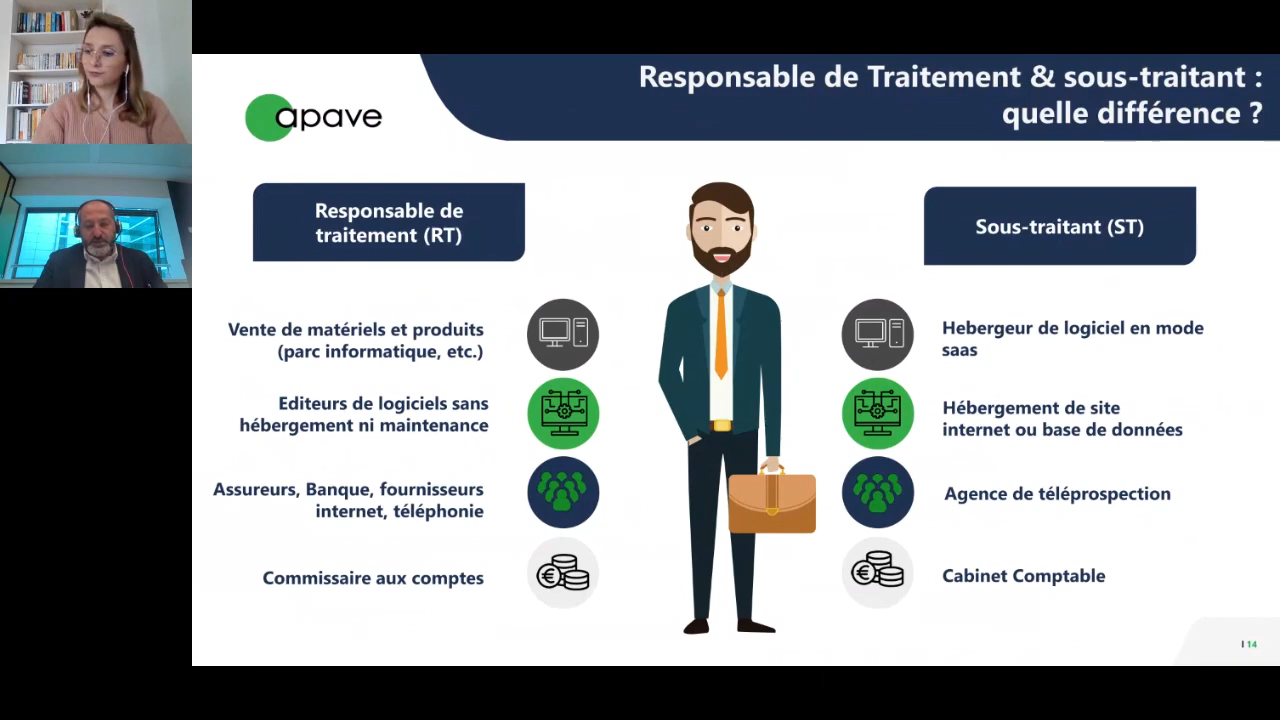 Responsable de Traitement & sous-traitant :
quelle différence ?
apave
Responsable de
traitement (RT)
Sous-traitant (ST)
Vente de matériels et produits
(parc informatique, etc.)
Hebergeur de logiciel en mode
saas
Editeurs de logiciels sans
hébergement ni maintenance
Hébergement de site
internet ou base de données
Assureurs, Banque, fournisseurs
internet, téléphonie
Agence de téléprospection
Commissaire aux comptes
Cabinet Comptable
I 14